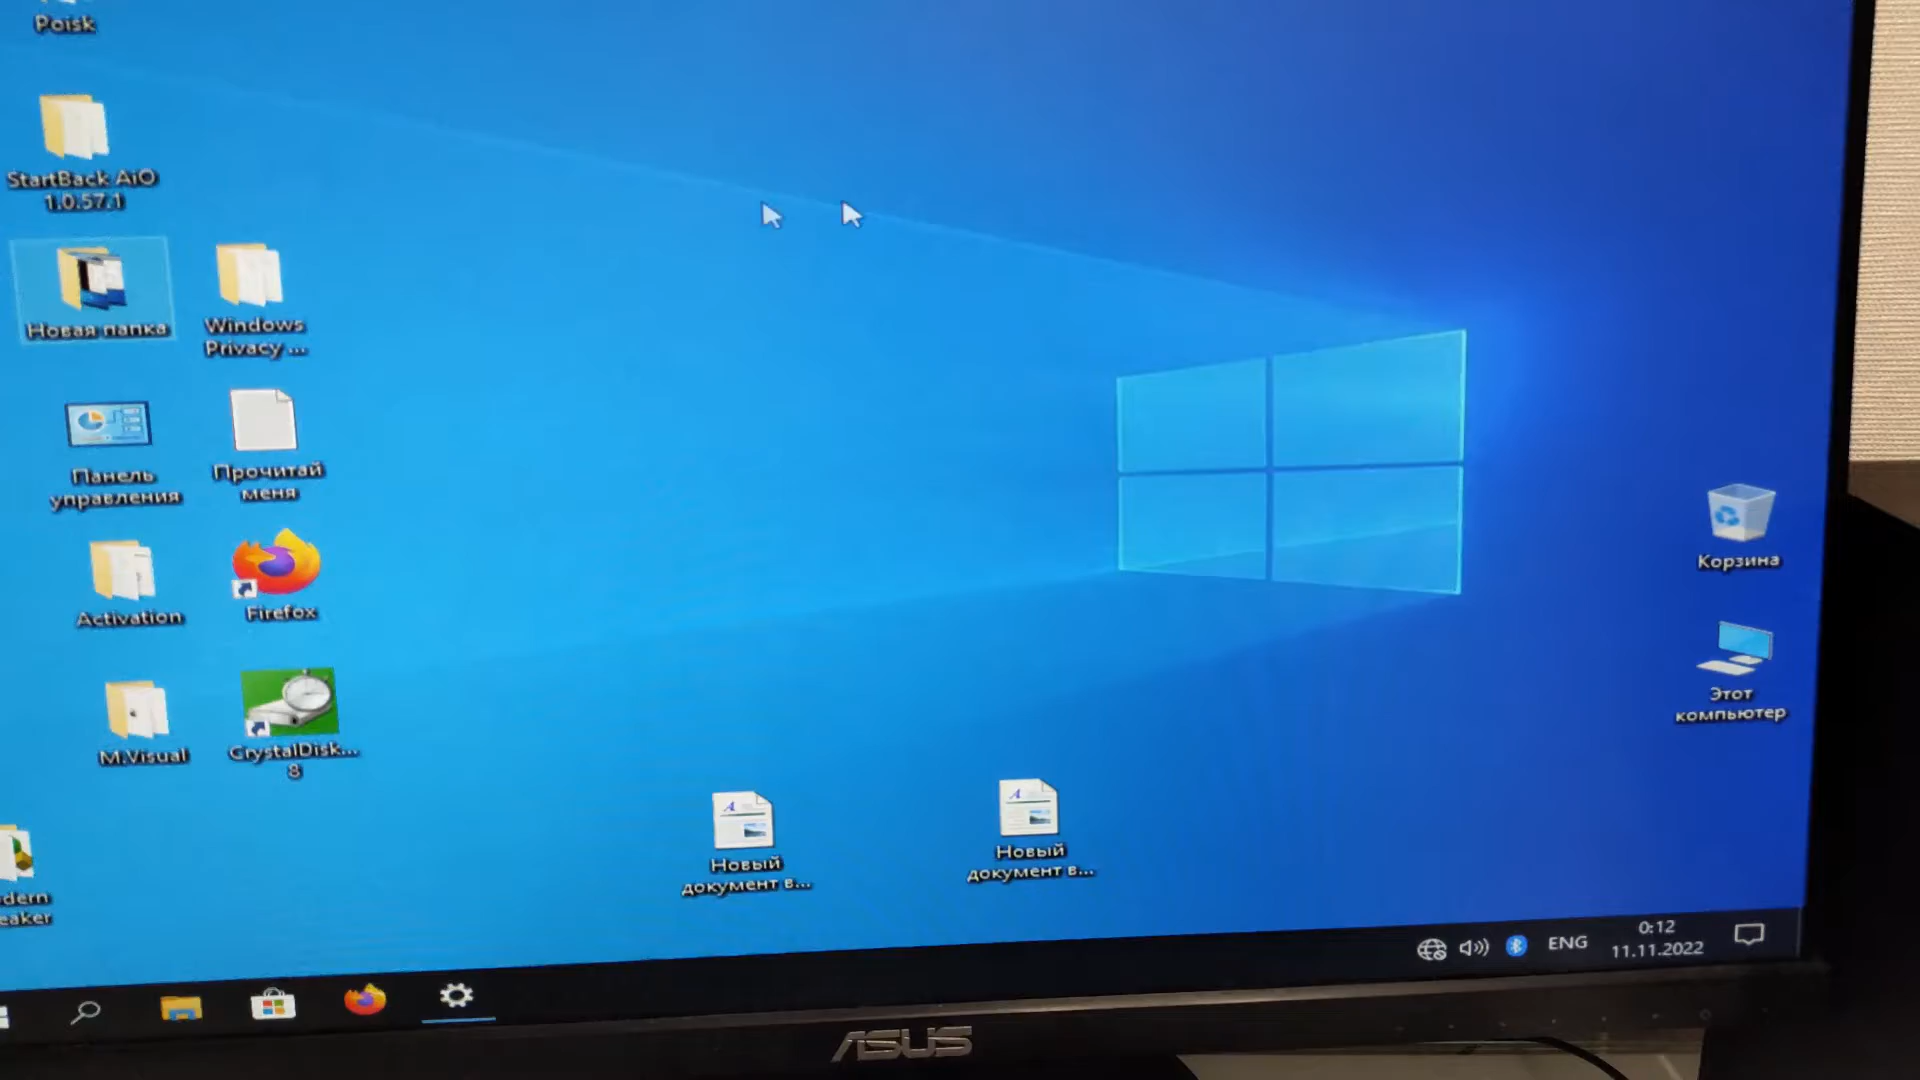 Poisk
StartBack AiO
1.0.57.1
Новая папка
Windows
Privacy ...
Панель
управления
Прочитай
меня
Activation
Firefox
M.Visual
CrystalDisk...
8
Новый
документ в...
Новый
документ в...
Корзина
Этот
компьютер
dern
eaker
ENG
0:12
11.11.2022
ASUS